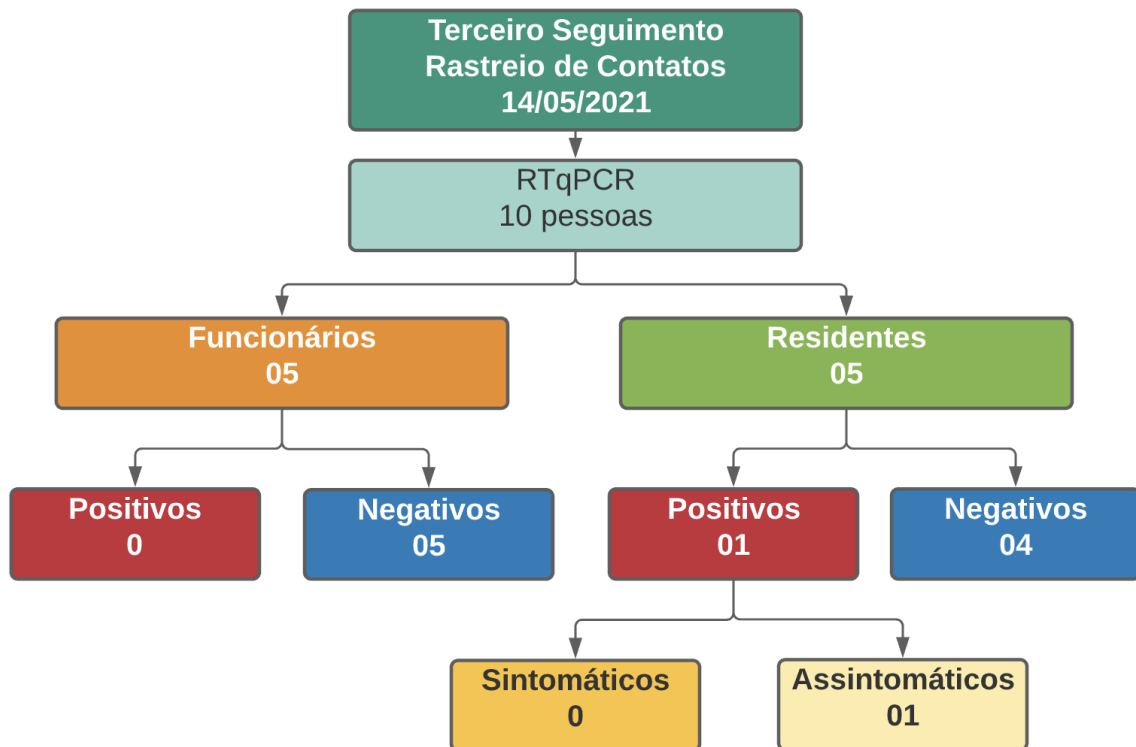 Terceiro Seguimento
Rastreio de Contatos
14/05/2021
RTqPCR
10 pessoas
Funcionários
05
Residentes
05
Positivos
0
Negativos
05
Positivos
01
Negativos
04
Sintomáticos
0
Assintomáticos
01